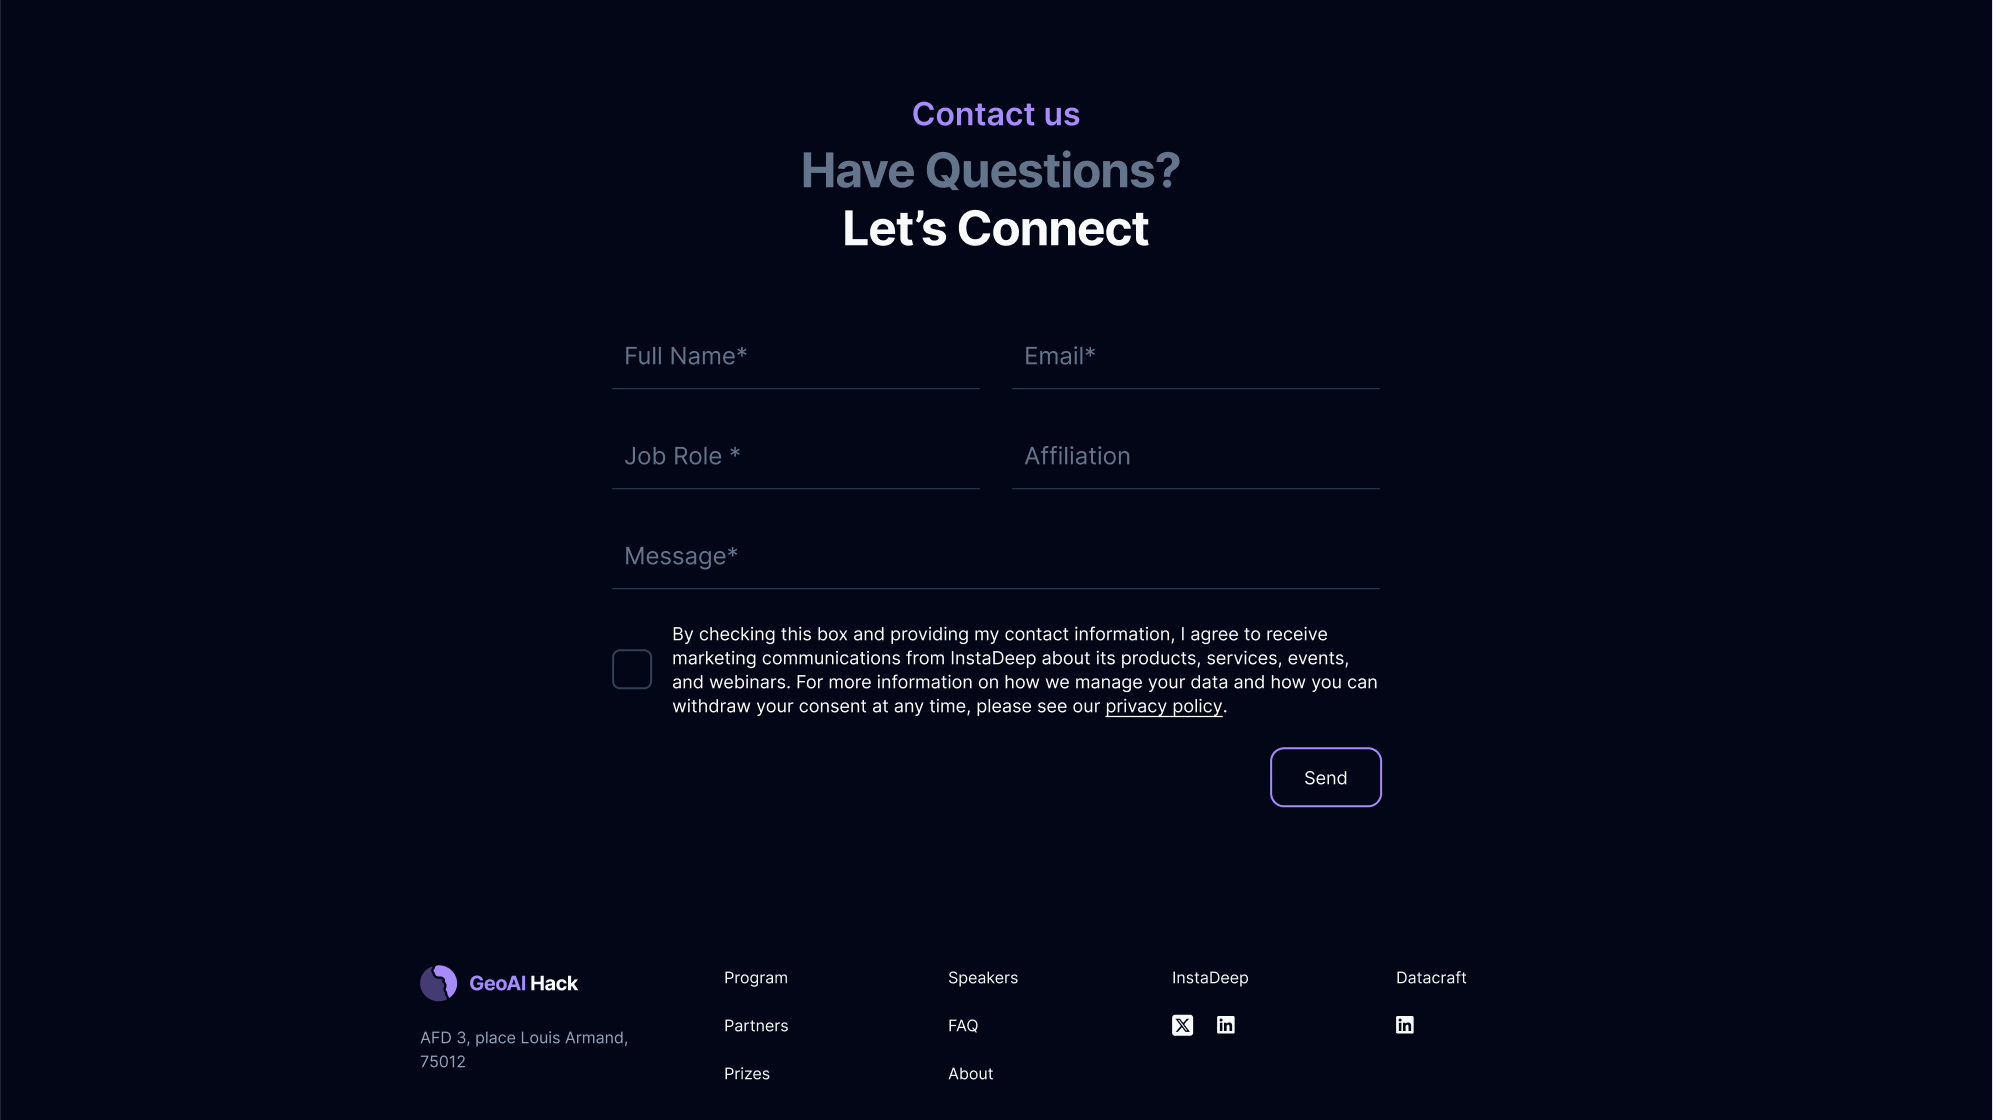 Contact us
Have Questions?
Let’s Connect
Full Name*
Email*
Job Role *
Affiliation
Message*
By checking this box and providing my contact information, I agree to receive
marketing communications from InstaDeep about its products, services, events,
and webinars. For more information on how we manage your data and how you can
withdraw your consent at any time, please see our privacy policy.
Send
GeoAI Hack
AFD 3, place Louis Armand,
75012
Program
Partners
Prizes
Speakers
FAQ
About
InstaDeep
Datacraft